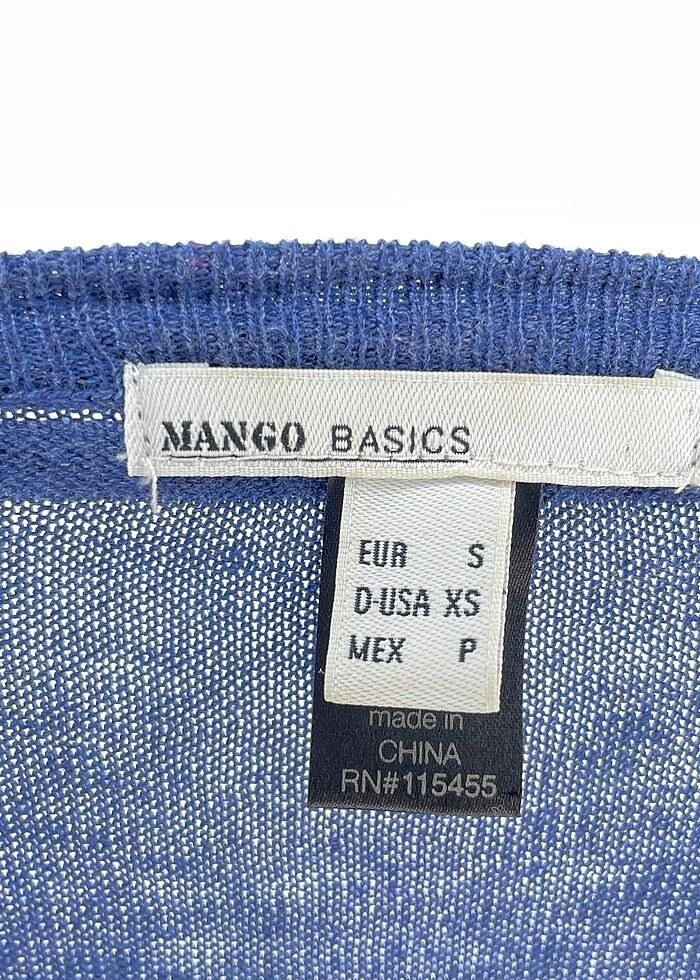 MANGO BASICS
EUR S
D-USA XS
MEX P
made in
CHINA
RN#115455